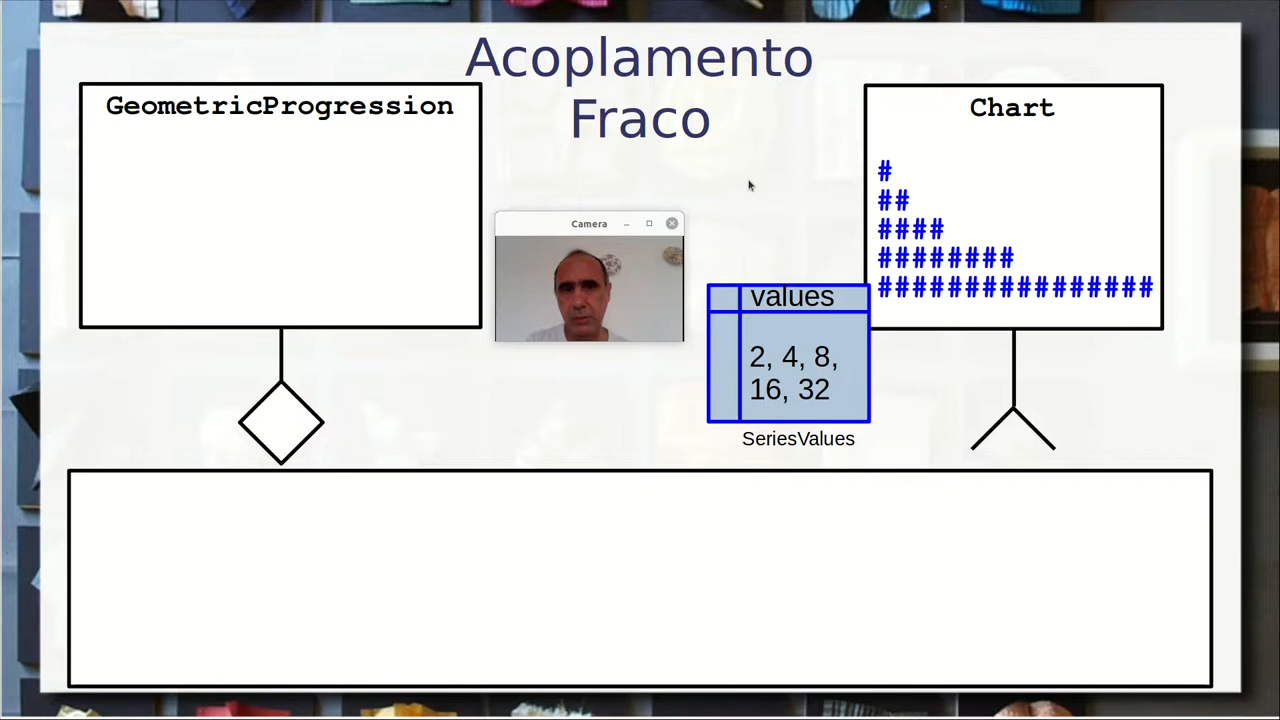 Acoplamento
Fraco
GeometricProgression
Chart
#
##
####
########
################
Camera
values
2, 4, 8,
16, 32
SeriesValues